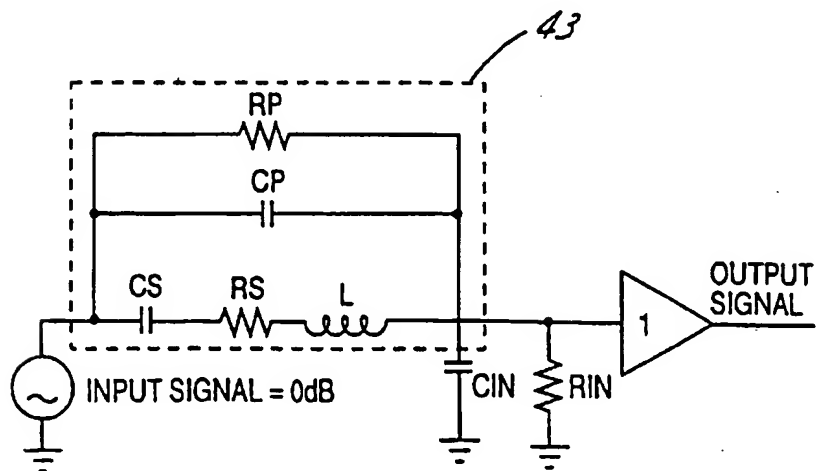 43
RP
CP
CS RS L
OUTPUT
SIGNAL
1
INPUT SIGNAL = 0dB
CIN RIN